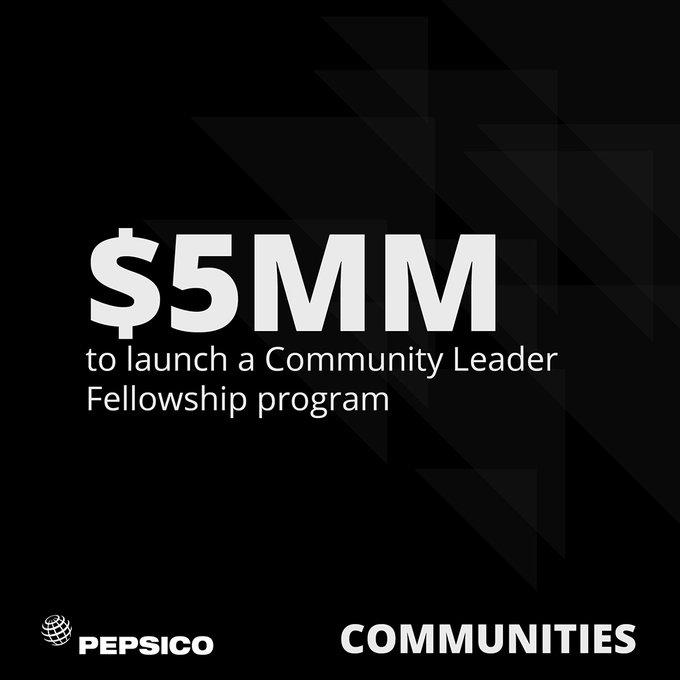 $5MM
to launch a Community Leader
Fellowship program
PEPSICO
COMMUNITIES